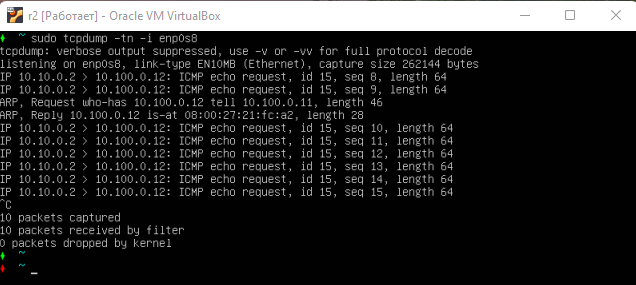 r2 [Работает] - Oracle VM VirtualBox
~ sudo tcpdump -tn -i enp0s8
tcpdump: verbose output suppressed, use -v or -vv for full protocol decode
listening on enp0s8, link-type EN10MB (Ethernet), capture size 262144 bytes
IP 10.10.0.2 > 10.100.0.12: ICMP echo request, id 15, seq 8, length 64
IP 10.10.0.2 > 10.100.0.12: ICMP echo request, id 15, seq 9, length 64
ARP, Request who-has 10.100.0.12 tell 10.100.0.11, length 46
ARP, Reply 10.100.0.12 is-at 08:00:27:21:fc:a2, length 28
IP 10.10.0.2 > 10.100.0.12: ICMP echo request, id 15, seq 10, length 64
IP 10.10.0.2 > 10.100.0.12: ICMP echo request, id 15, seq 11, length 64
IP 10.10.0.2 > 10.100.0.12: ICMP echo request, id 15, seq 12, length 64
IP 10.10.0.2 > 10.100.0.12: ICMP echo request, id 15, seq 13, length 64
IP 10.10.0.2 > 10.100.0.12: ICMP echo request, id 15, seq 14, length 64
IP 10.10.0.2 > 10.100.0.12: ICMP echo request, id 15, seq 15, length 64
^C
10 packets captured
10 packets received by filter
0 packets dropped by kernel
~
~ _